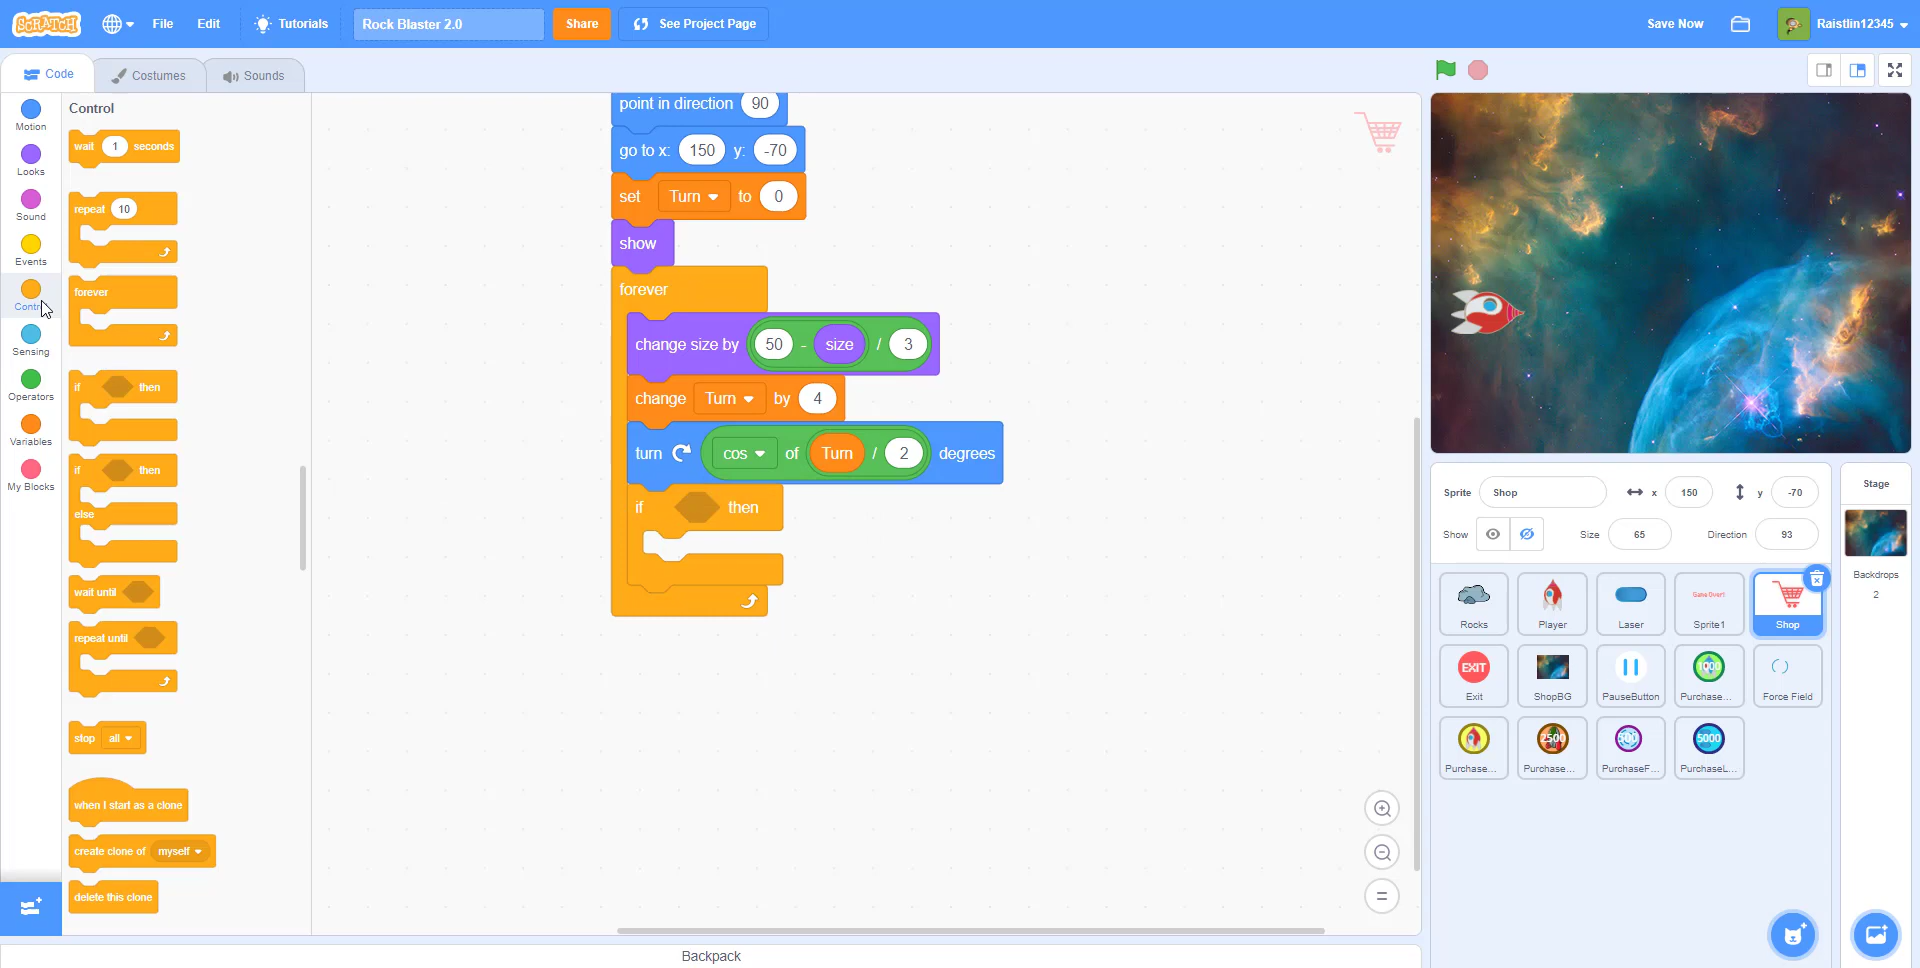 SCRATCH
File
Edit
Tutorials
Rock Blaster 2.0
Share
See Project Page
Save Now
Raistlin12345
Code
Costumes
Sounds
Motion
Looks
Sound
Events
Control
Sensing
Operators
Variables
My Blocks
Control
wait 1 seconds
repeat 10
forever
if then
if then
else
wait until
repeat until
stop all
when I start as a clone
create clone of myself
delete this clone
point in direction 90
go to x: 150 y: -70
set Turn to 0
show
forever
change size by 50 - size / 3
change Turn by 4
turn cos of Turn / 2 degrees
if then
Backpack
Sprite Shop x 150 y -70
Show Size 65 Direction 93
Rocks
Player
Laser
Game Over!
Sprite1
Shop
EXIT
Exit
ShopBG
PauseButton
1000
Purchase...
Force Field
Purchase...
2500
Purchase...
500
PurchaseF...
5000
PurchaseL...
Stage
Backdrops
2